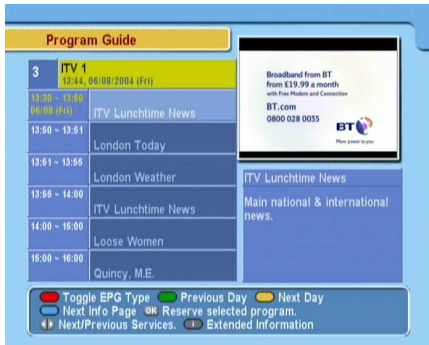 Program Guide
3 ITV 1
13:44, 06/08/2004 (Fri)
13:30 ~ 13:50
06/08 (Fri)
ITV Lunchtime News
13:50 ~ 13:51
London Today
13:51 ~ 13:55
London Weather
13:55 ~ 14:00
ITV Lunchtime News
14:00 ~ 15:00
Loose Women
15:00 ~ 16:00
Quincy, M.E.
Broadband from BT
from £19.99 a month
with Free Modem and Connection
BT.com
0800 028 0035
BT
More power to you
ITV Lunchtime News
Main national & international
news.
Toggle EPG Type Previous Day Next Day
Next Info Page OK Reserve selected program.
Next/Previous Services. i Extended Information